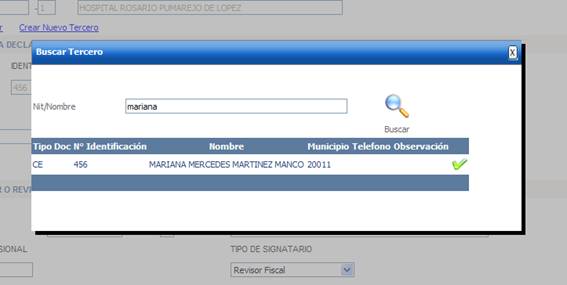 -1 HOSPITAL ROSARIO PUMAREJO DE LOPEZ
r Crear Nuevo Tercero
A DECLA
Buscar Tercero X
IDENT
456
Nit/Nombre mariana
Buscar
Tipo Doc Nº Identificación Nombre Municipio Telefono Observación
CE 456 MARIANA MERCEDES MARTINEZ MANCO 20011
R O REVI
SIONAL TIPO DE SIGNATARIO
Revisor Fiscal